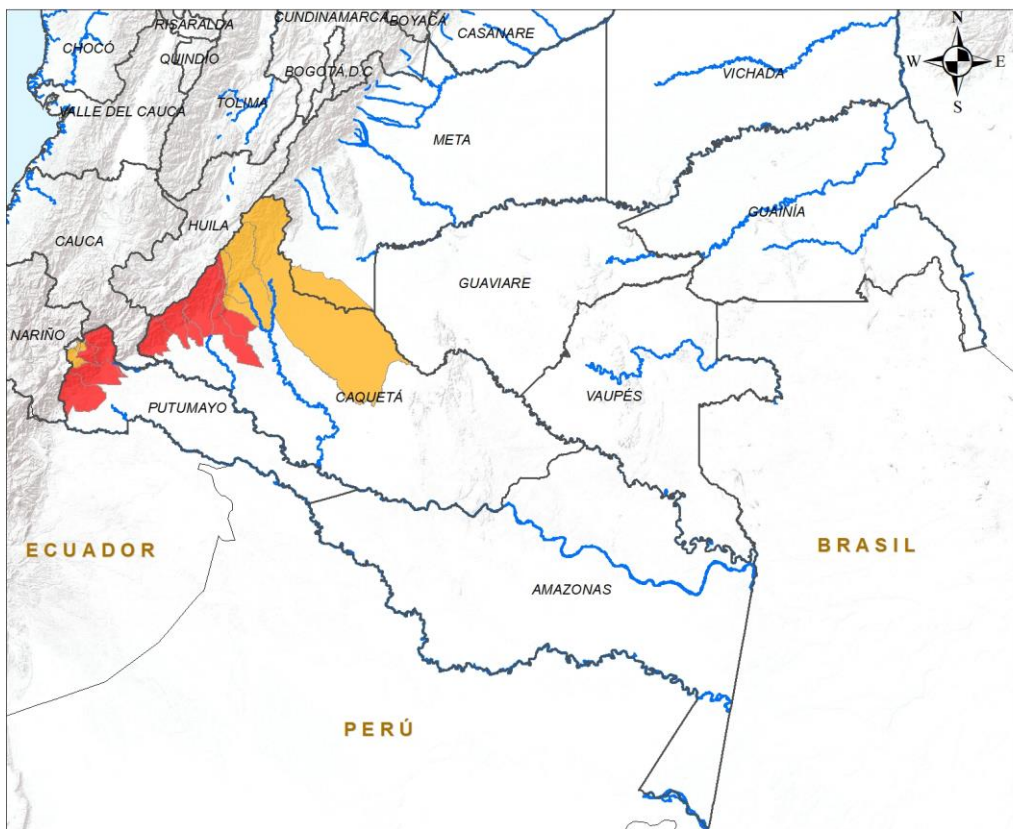 CUNDINAMARCA
BOYACÁ
RISARALDA
CASANARE
N
CHOCÓ
QUINDIO
BOGOTÁ,D.C
VICHADA
W
E
TOLIMA
S
VALLE DEL CAUCA
META
HUILA
GUAINÍA
CAUCA
GUAVIARE
NARIÑO
CAQUETÁ
VAUPÉS
PUTUMAYO
ECUADOR
BRASIL
AMAZONAS
PERÚ